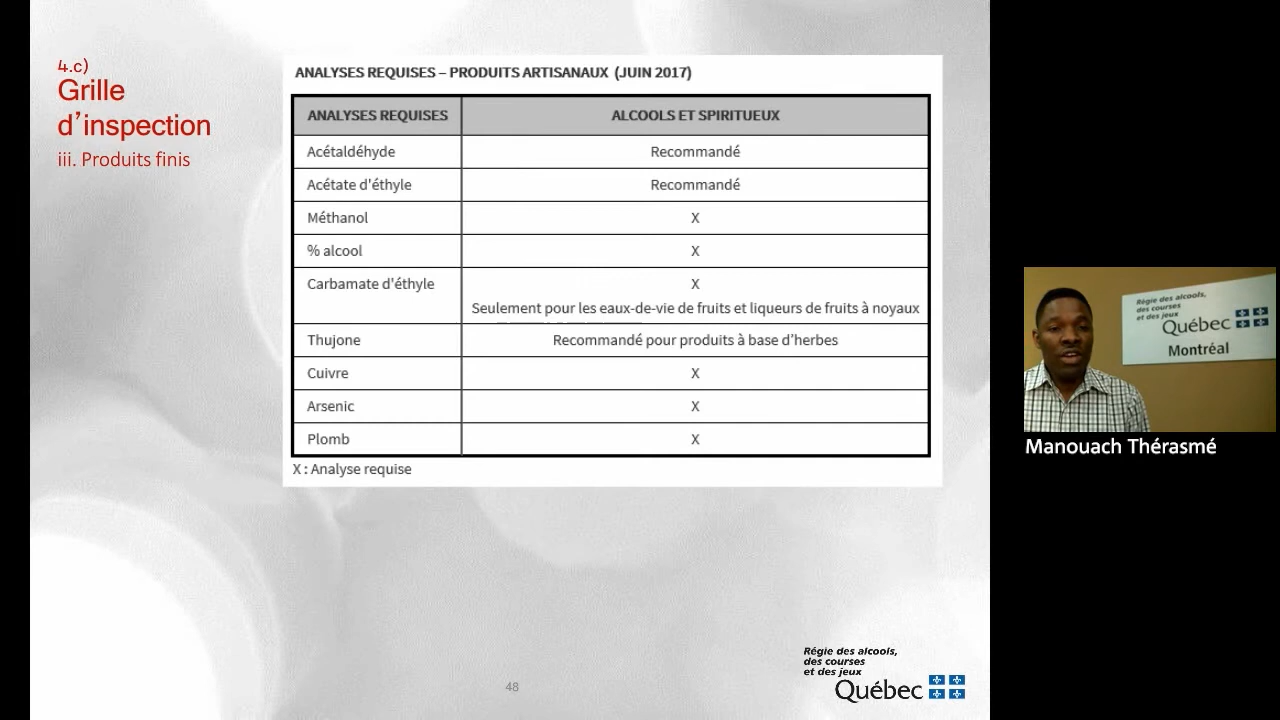 4.c)
Grille
d'inspection
iii. Produits finis
ANALYSES REQUISES – PRODUITS ARTISANAUX (JUIN 2017)
ANALYSES REQUISES ALCOOLS ET SPIRITUEUX
Acétaldéhyde Recommandé
Acétate d'éthyle Recommandé
Méthanol X
% alcool X
Carbamate d'éthyle X
Seulement pour les eaux-de-vie de fruits et liqueurs de fruits à noyaux
Thujone Recommandé pour produits à base d'herbes
Cuivre X
Arsenic X
Plomb X
X : Analyse requise
Régie des alcools,
des courses
et des jeux
Québec
Montréal
Manouach Thérasmé
Régie des alcools,
des courses
et des jeux
Québec
48